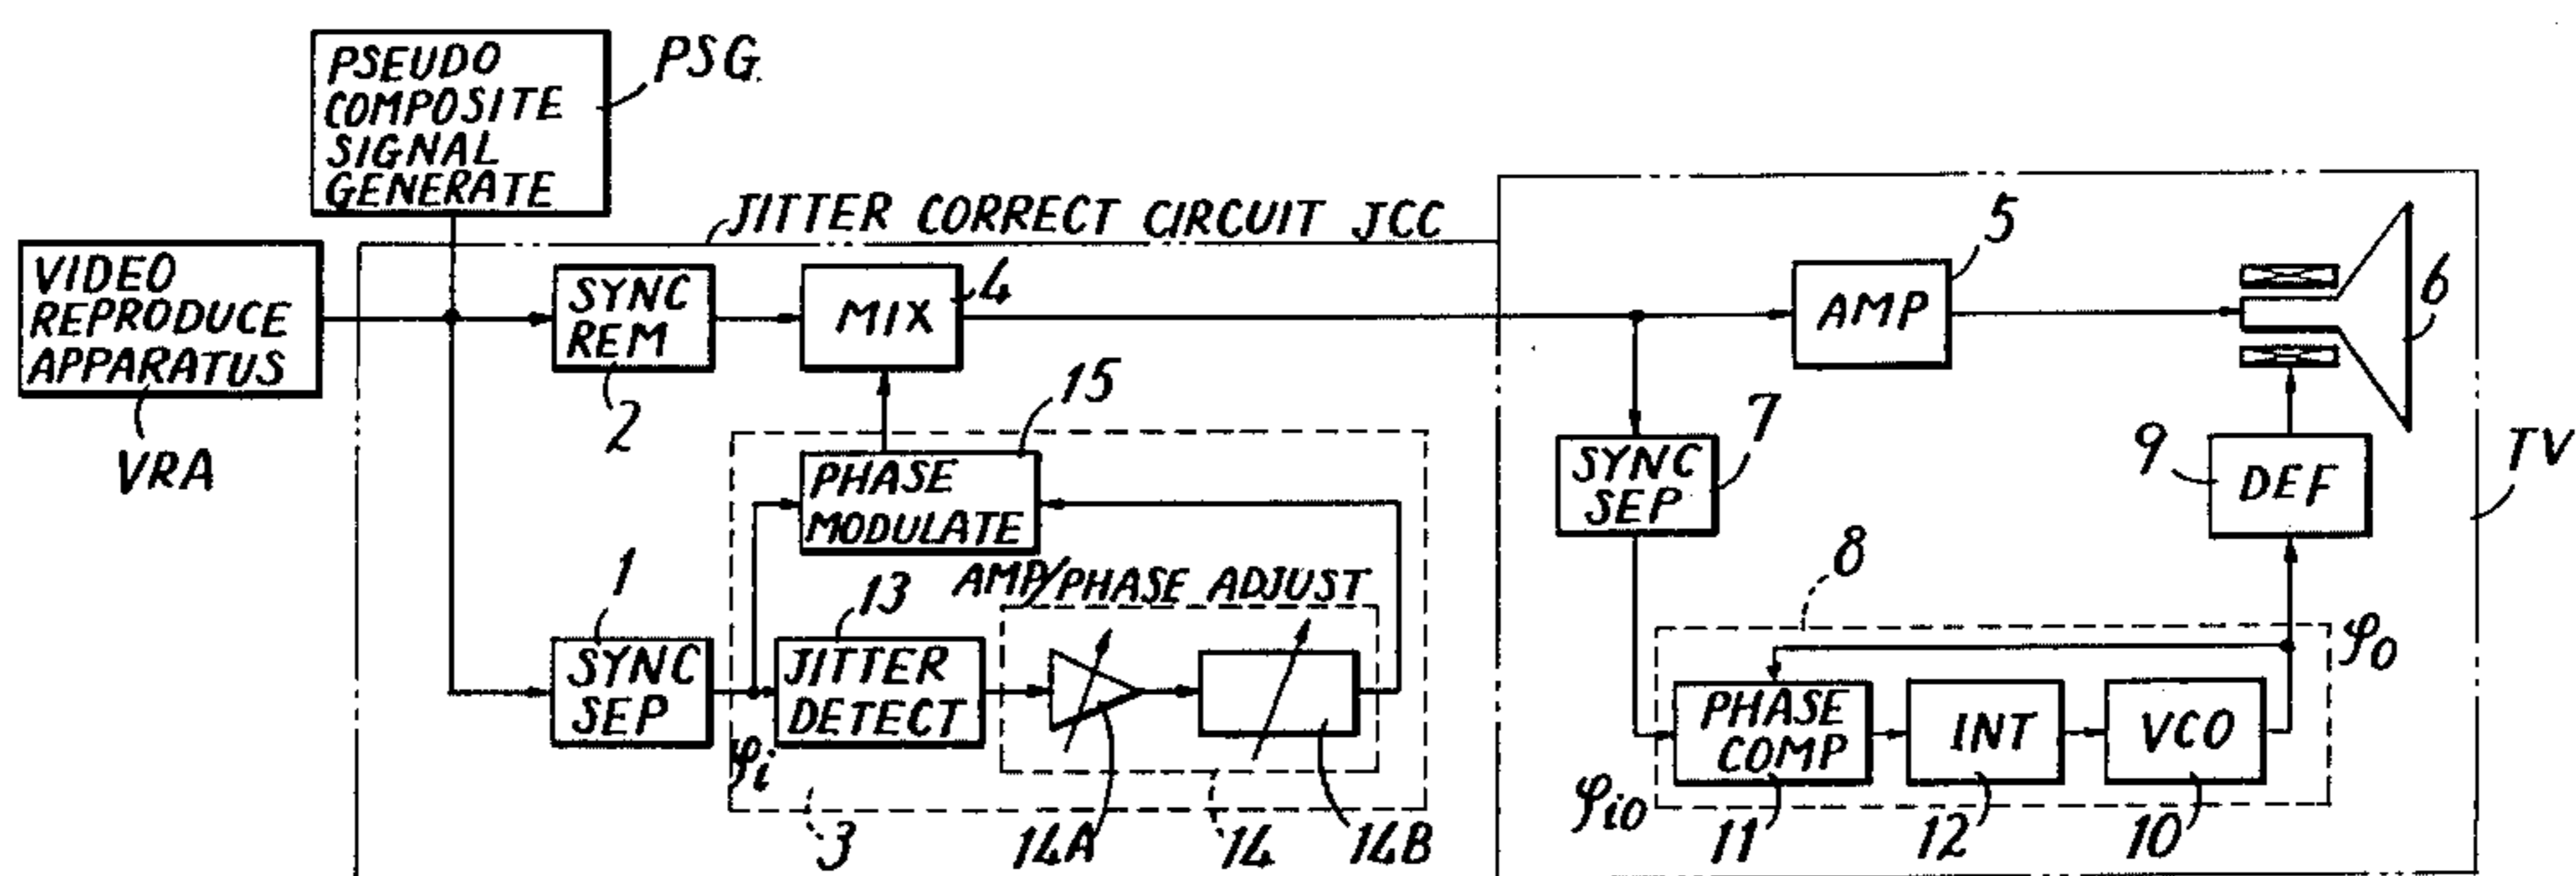 PSEUDO
COMPOSITE
SIGNAL
GENERATE
PSG
JITTER CORRECT CIRCUIT JCC
VIDEO
REPRODUCE
APPARATUS
VRA
SYNC
REM
2
MIX
4
5
AMP
6
15
PHASE
MODULATE
7
SYNC
SEP
9
DEF
TV
1
SYNC
SEP
φi
13
JITTER
DETECT
AMP/PHASE ADJUST
3
14A
14
14B
8
φo
φio
PHASE
COMP
INT
VCO
11
12
10